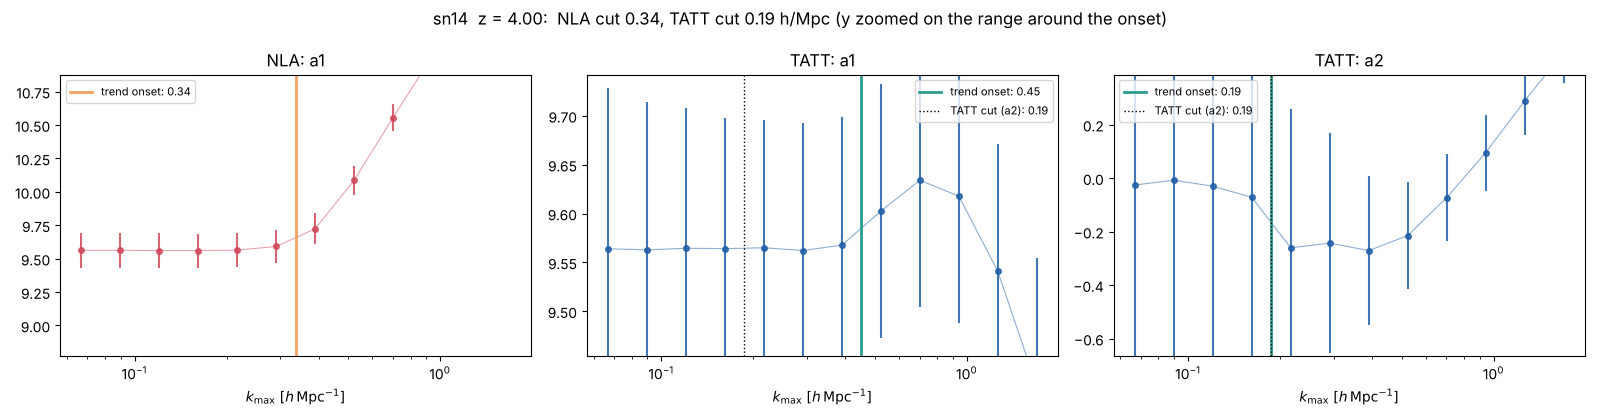 sn14  z = 4.00:  NLA cut 0.34, TATT cut 0.19 h/Mpc (y zoomed on the range around the onset)
NLA: a1
trend onset: 0.34
10.75
10.50
10.25
10.00
9.75
9.50
9.25
9.00
10⁻¹
10⁰
k_max [h Mpc⁻¹]
TATT: a1
trend onset: 0.45
TATT cut (a2): 0.19
9.70
9.65
9.60
9.55
9.50
10⁻¹
10⁰
k_max [h Mpc⁻¹]
TATT: a2
trend onset: 0.19
TATT cut (a2): 0.19
0.2
0.0
−0.2
−0.4
−0.6
10⁻¹
10⁰
k_max [h Mpc⁻¹]